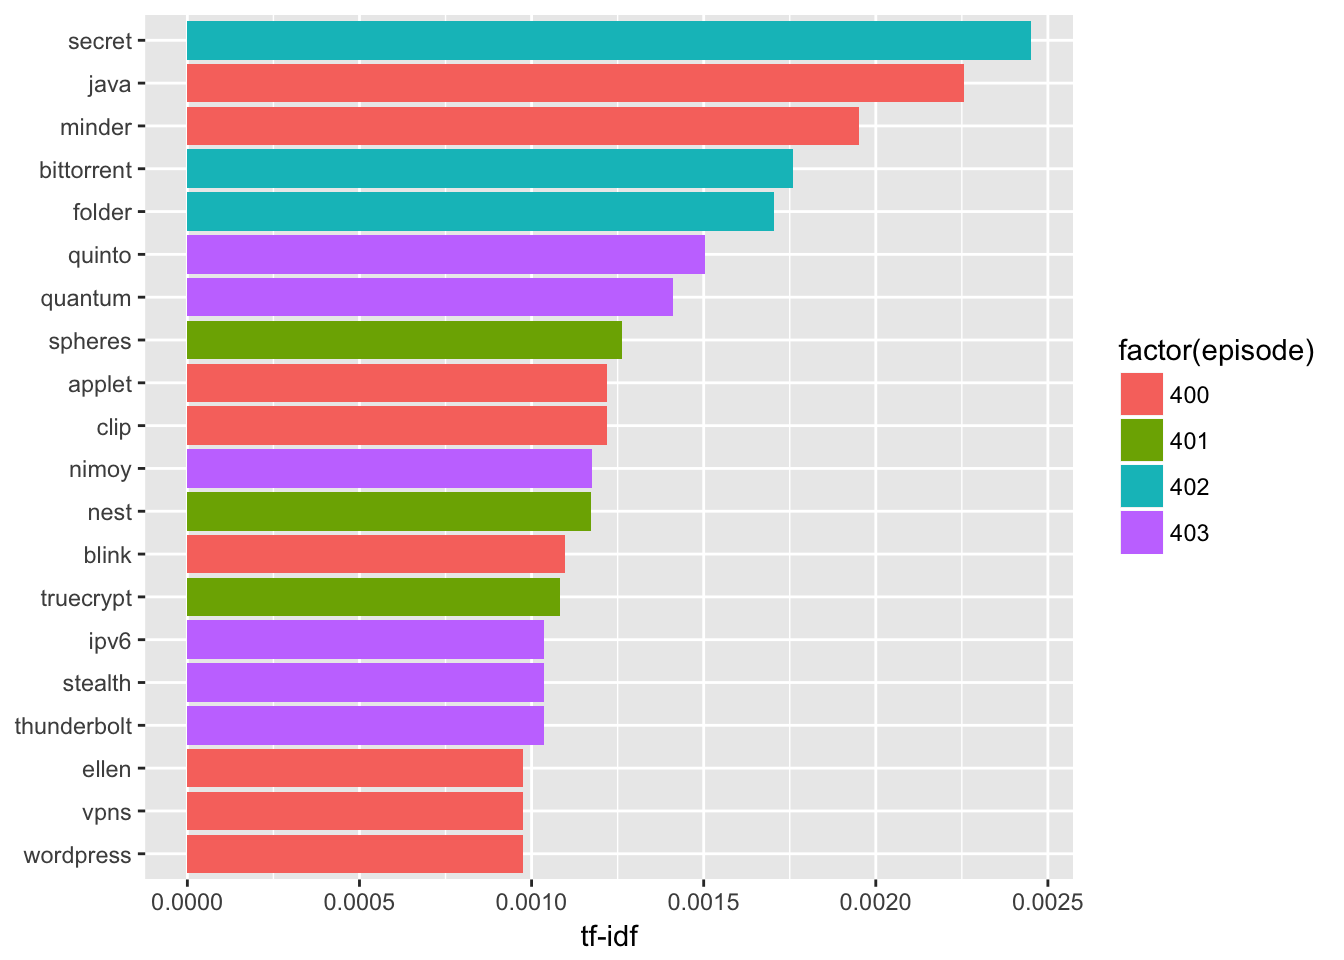 secret
java
minder
bittorrent
folder
quinto
quantum
spheres
applet
clip
nimoy
nest
blink
truecrypt
ipv6
stealth
thunderbolt
ellen
vpns
wordpress
0.0000 0.0005 0.0010 0.0015 0.0020 0.0025
tf-idf
factor(episode)
400
401
402
403